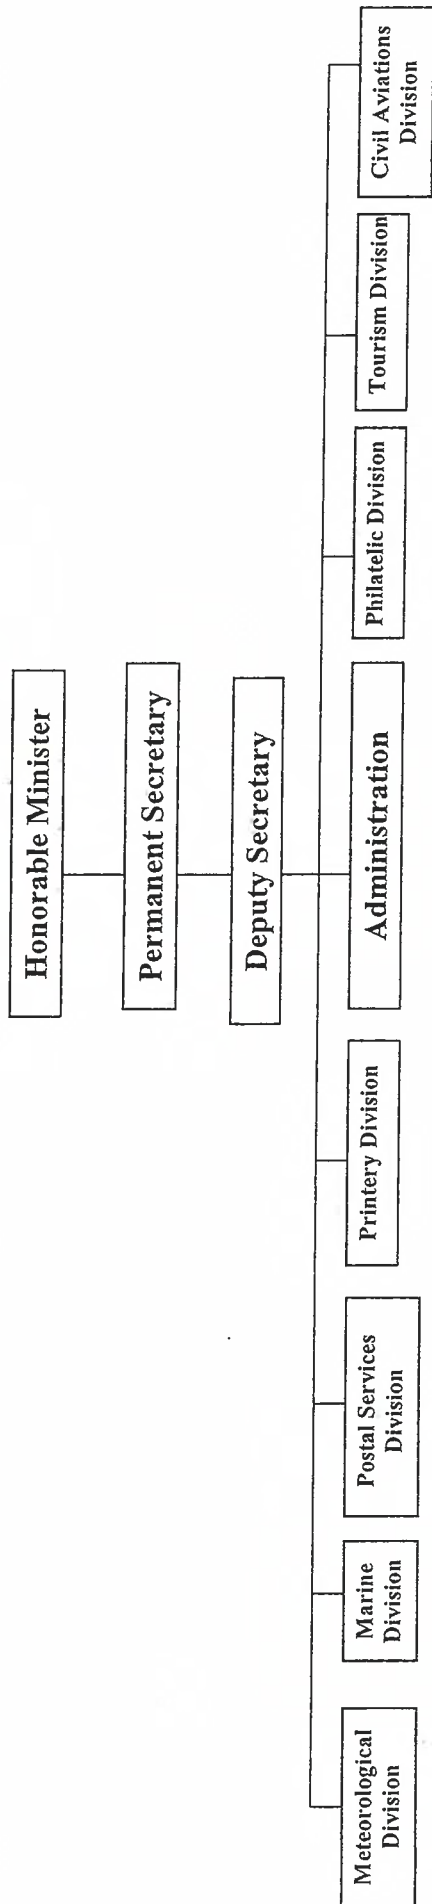 Honorable Minister
Permanent Secretary
Deputy Secretary
Meteorological
Division
Marine
Division
Postal Services
Division
Printery Division
Administration
Philatelic Division
Tourism Division
Civil Aviations
Division